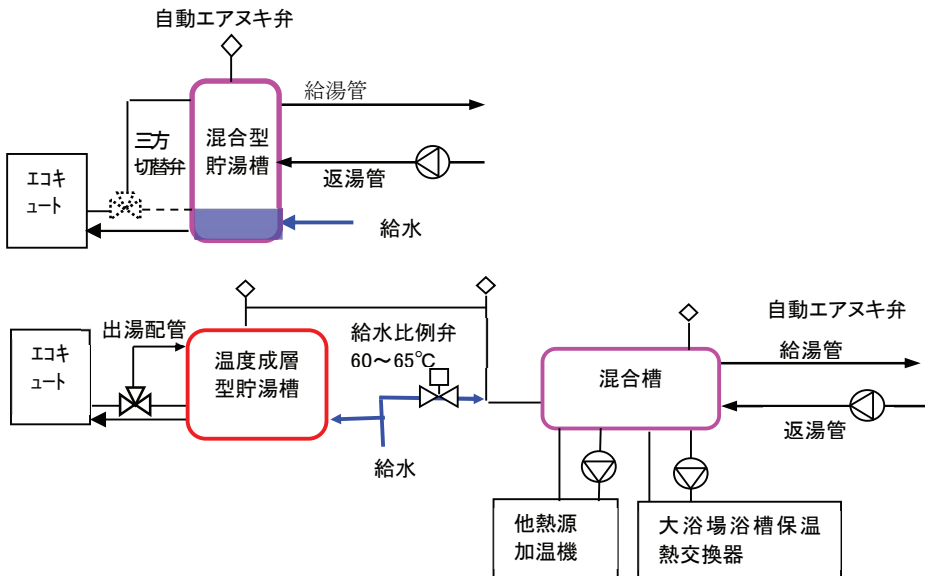 自動エアヌキ弁
給湯管
三方
切替弁
混合型
貯湯槽
エコキ
ュート
返湯管
給水
自動エアヌキ弁
出湯配管
給水比例弁
60～65℃
エコキ
ュート
温度成層
型貯湯槽
混合槽
給湯管
返湯管
給水
他熱源
加温機
大浴場浴槽保温
熱交換器